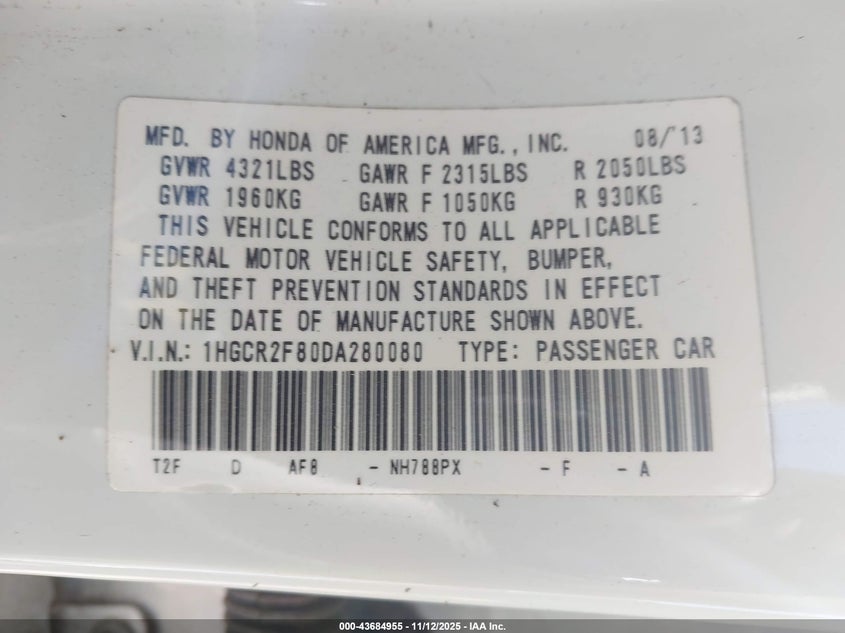 MFD. BY HONDA OF AMERICA MFG., INC. 08/13
GVWR 4321LBS GAWR F 2315LBS R 2050LBS
GVWR 1960KG GAWR F 1050KG R 930KG
THIS VEHICLE CONFORMS TO ALL APPLICABLE
FEDERAL MOTOR VEHICLE SAFETY, BUMPER,
AND THEFT PREVENTION STANDARDS IN EFFECT
ON THE DATE OF MANUFACTURE SHOWN ABOVE.
V.I.N.: 1HGCR2F80DA280080 TYPE: PASSENGER CAR
T2F D AF8 - NH788PX - F - A
000-43684955 - 11/12/2025 - IAA Inc.